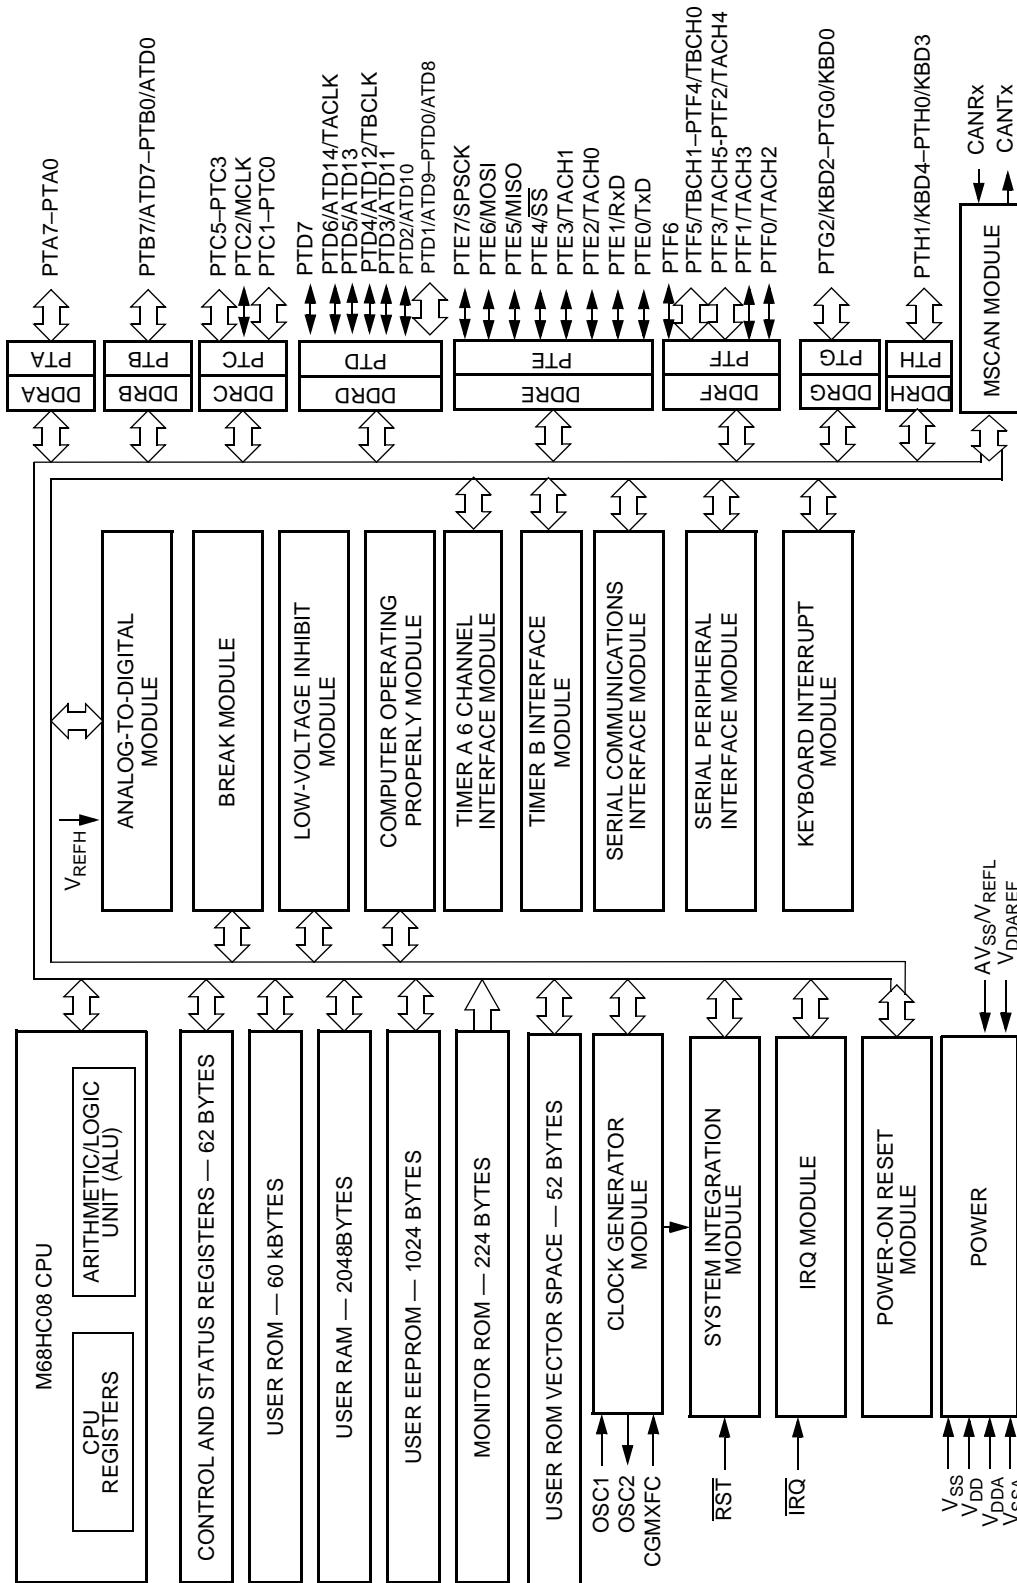 M68HC08 CPU
CPU
REGISTERS
ARITHMETIC/LOGIC
UNIT (ALU)
CONTROL AND STATUS REGISTERS — 62 BYTES
USER ROM — 60 kBYTES
USER RAM — 2048BYTES
USER EEPROM — 1024 BYTES
MONITOR ROM — 224 BYTES
USER ROM VECTOR SPACE — 52 BYTES
OSC1
OSC2
CGMXFC
CLOCK GENERATOR
MODULE
RST
SYSTEM INTEGRATION
MODULE
IRQ
IRQ MODULE
POWER-ON RESET
MODULE
VSS
VDD
VDDA
VSSA
POWER
AVSS/VREFL
VDDAREF
VREFH
ANALOG-TO-DIGITAL
MODULE
BREAK MODULE
LOW-VOLTAGE INHIBIT
MODULE
COMPUTER OPERATING
PROPERLY MODULE
TIMER A 6 CHANNEL
INTERFACE MODULE
TIMER B INTERFACE
MODULE
SERIAL COMMUNICATIONS
INTERFACE MODULE
SERIAL PERIPHERAL
INTERFACE MODULE
KEYBOARD INTERRUPT
MODULE
DDRA
PTA
PTA7–PTA0
DDRB
PTB
PTB7/ATD7–PTB0/ATD0
DDRC
PTC
PTC5–PTC3
PTC2/MCLK
PTC1–PTC0
DDRD
PTD
PTD7
PTD6/ATD14/TACLK
PTD5/ATD13
PTD4/ATD12/TBCLK
PTD3/ATD11
PTD2/ATD10
PTD1/ATD9–PTD0/ATD8
DDRE
PTE
PTE7/SPSCK
PTE6/MOSI
PTE5/MISO
PTE4/SS
PTE3/TACH1
PTE2/TACH0
PTE1/RxD
PTE0/TxD
DDRF
PTF
PTF6
PTF5/TBCH1–PTF4/TBCH0
PTF3/TACH5-PTF2/TACH4
PTF1/TACH3
PTF0/TACH2
DDRG
PTG
PTG2/KBD2–PTG0/KBD0
DDRH
PTH
PTH1/KBD4–PTH0/KBD3
MSCAN MODULE
CANRx
CANTx